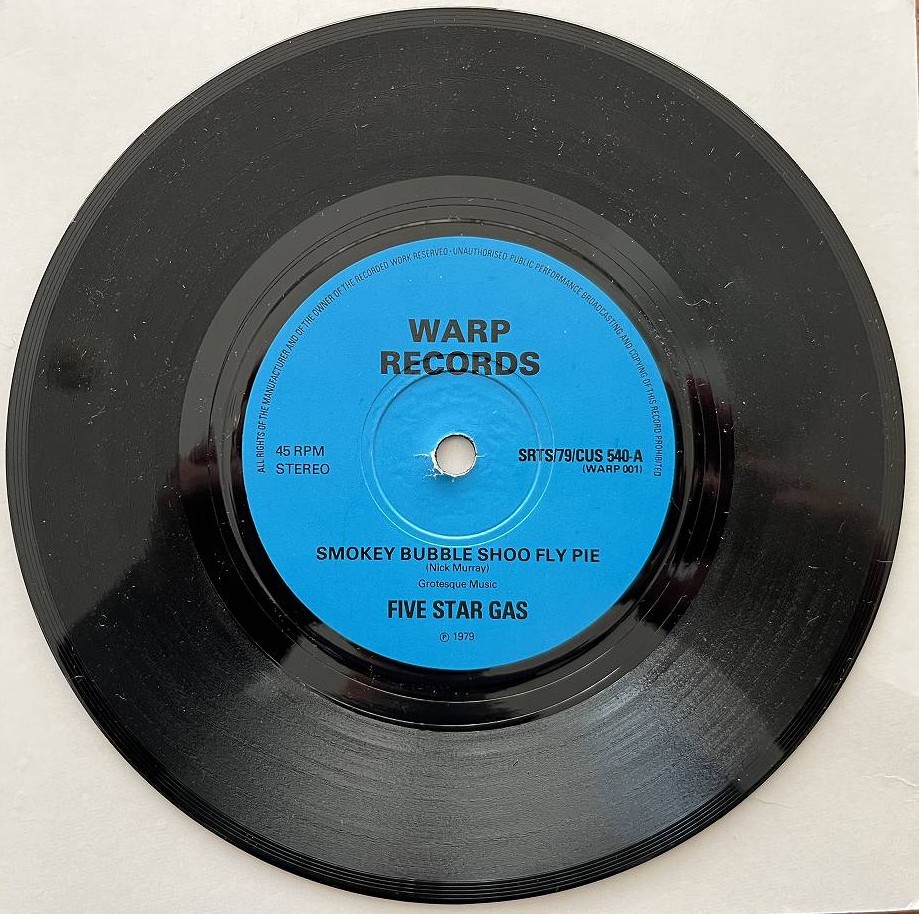 ALL RIGHTS OF THE MANUFACTURER AND OF THE OWNER OF THE RECORDED WORK RESERVED - UNAUTHORISED PUBLIC PERFORMANCE BROADCASTING AND COPYING OF THIS RECORD PROHIBITED
WARP
RECORDS
45 RPM
STEREO
SRTS/79/CUS 540-A
(WARP 001)
SMOKEY BUBBLE SHOO FLY PIE
(Nick Murray)
Grotesque Music
FIVE STAR GAS
℗ 1979